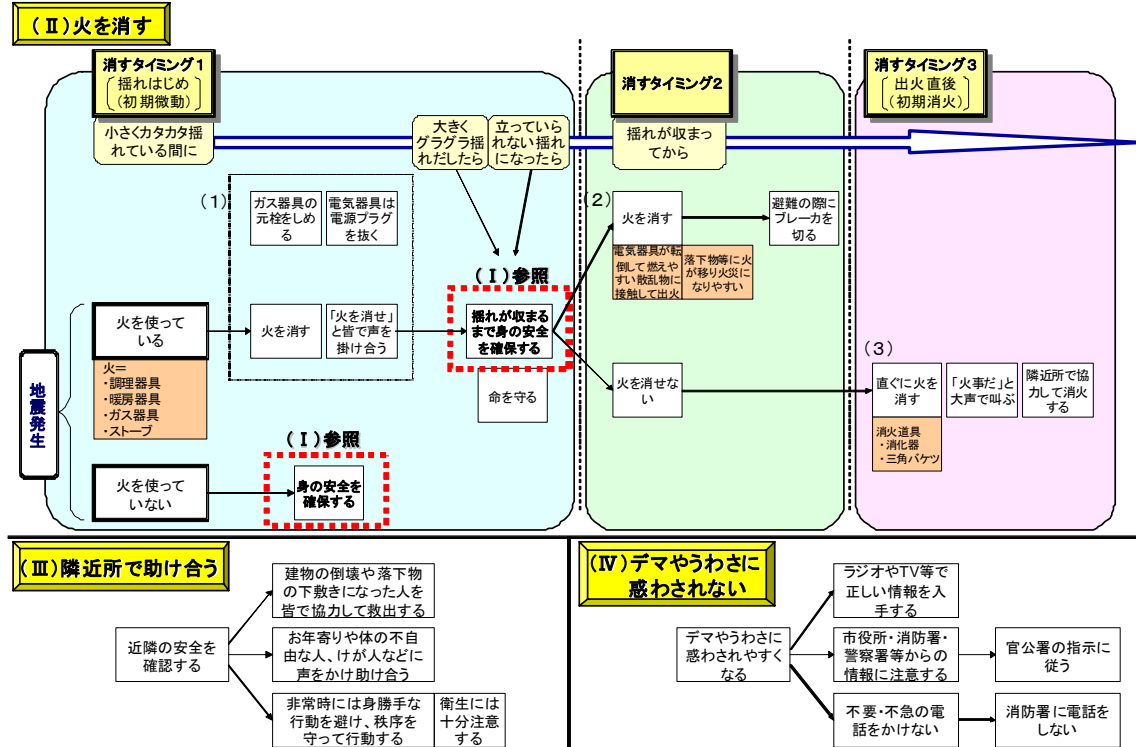 (Ⅱ)火を消す
消すタイミング1
揺れはじめ
(初期微動)
消すタイミング2
消すタイミング3
出火直後
(初期消火)
小さくカタカタ揺
れている間に
大きく
グラグラ揺
れだしたら
立っていら
れない揺れ
になったら
揺れが収まっ
てから
(1)
ガス器具の
元栓をしめ
る
電気器具は
電源プラグ
を抜く
(2)
火を消す
避難の際に
ブレーカを
切る
電気器具が転
倒して燃えや
すい散乱物に
接触して出火
落下物等に火
が移り火災に
なりやすい
(Ⅰ)参照
地震発生
火を使って
いる
火を消す
「火を消せ」
と皆で声を
掛け合う
揺れが収まる
まで身の安全
を確保する
火=
・調理器具
・暖房器具
・ガス器具
・ストーブ
命を守る
火を消せな
い
(3)
直ぐに火を
消す
「火事だ」と
大声で叫ぶ
隣近所で協
力して消火
する
消火道具
・消化器
・三角バケツ
(Ⅰ)参照
火を使って
いない
身の安全を
確保する
(Ⅲ)隣近所で助け合う
近隣の安全を
確認する
建物の倒壊や落下物
の下敷きになった人を
皆で協力して救出する
お年寄りや体の不自
由な人、けが人などに
声をかけ助け合う
非常時には身勝手な
行動を避け、秩序を
守って行動する
衛生には
十分注意
する
(Ⅳ)デマやうわさに
惑わされない
デマやうわさに
惑わされやすく
なる
ラジオやTV等で
正しい情報を入
手する
市役所・消防署・
警察署等からの
情報に注意する
官公署の指示に
従う
不要・不急の電
話をかけない
消防署に電話を
しない